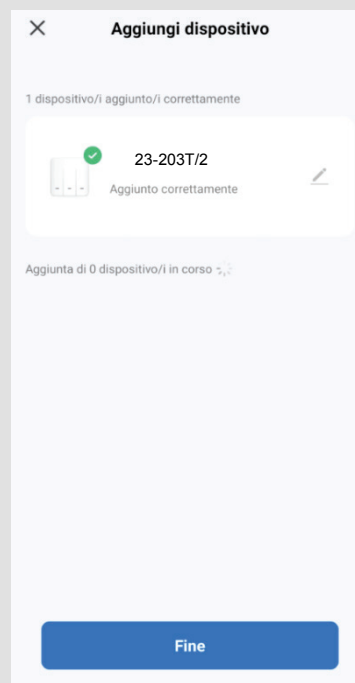 Aggiungi dispositivo
1 dispositivo/i aggiunto/i correttamente
23-203T/2
Aggiunto correttamente
Aggiunta di 0 dispositivo/i in corso
Fine